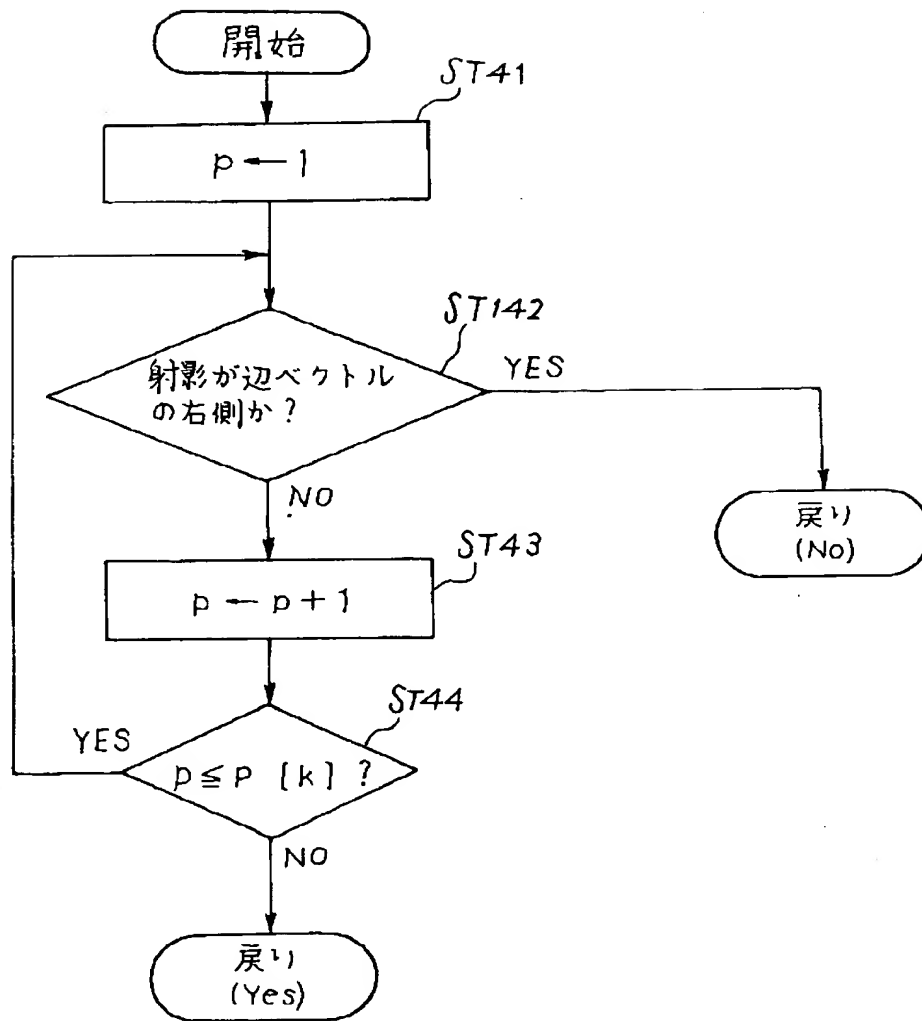 開始
ST41
p ← 1
ST142
射影が辺ベクトル
の右側か?
YES
NO
戻り
(No)
ST43
p ← p + 1
ST44
YES
p ≦ p [k] ?
NO
戻り
(Yes)